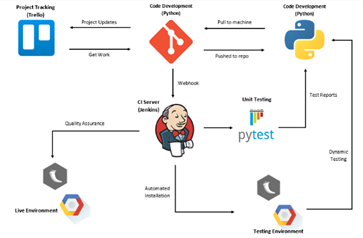 Project Tracking
(Trello)
Code Development
(Python)
Code Development
(Python)
Project Updates
Get Work
Pull to machine
Pushed to repo
Webhook
CI Server
(Jenkins)
Unit Testing
pytest
Test Reports
Dynamic
Testing
Quality Assurance
Automated
Installation
Live Environment
Testing Environment